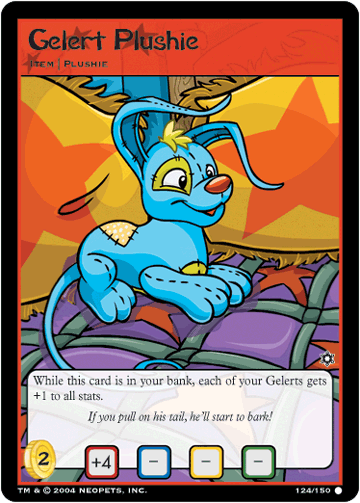 Gelert Plushie
Item | Plushie
While this card is in your bank, each of your Gelerts gets
+1 to all stats.
If you pull on his tail, he'll start to bark!
2
+4 – – –
TM & © 2004 NEOPETS, INC. 124/150